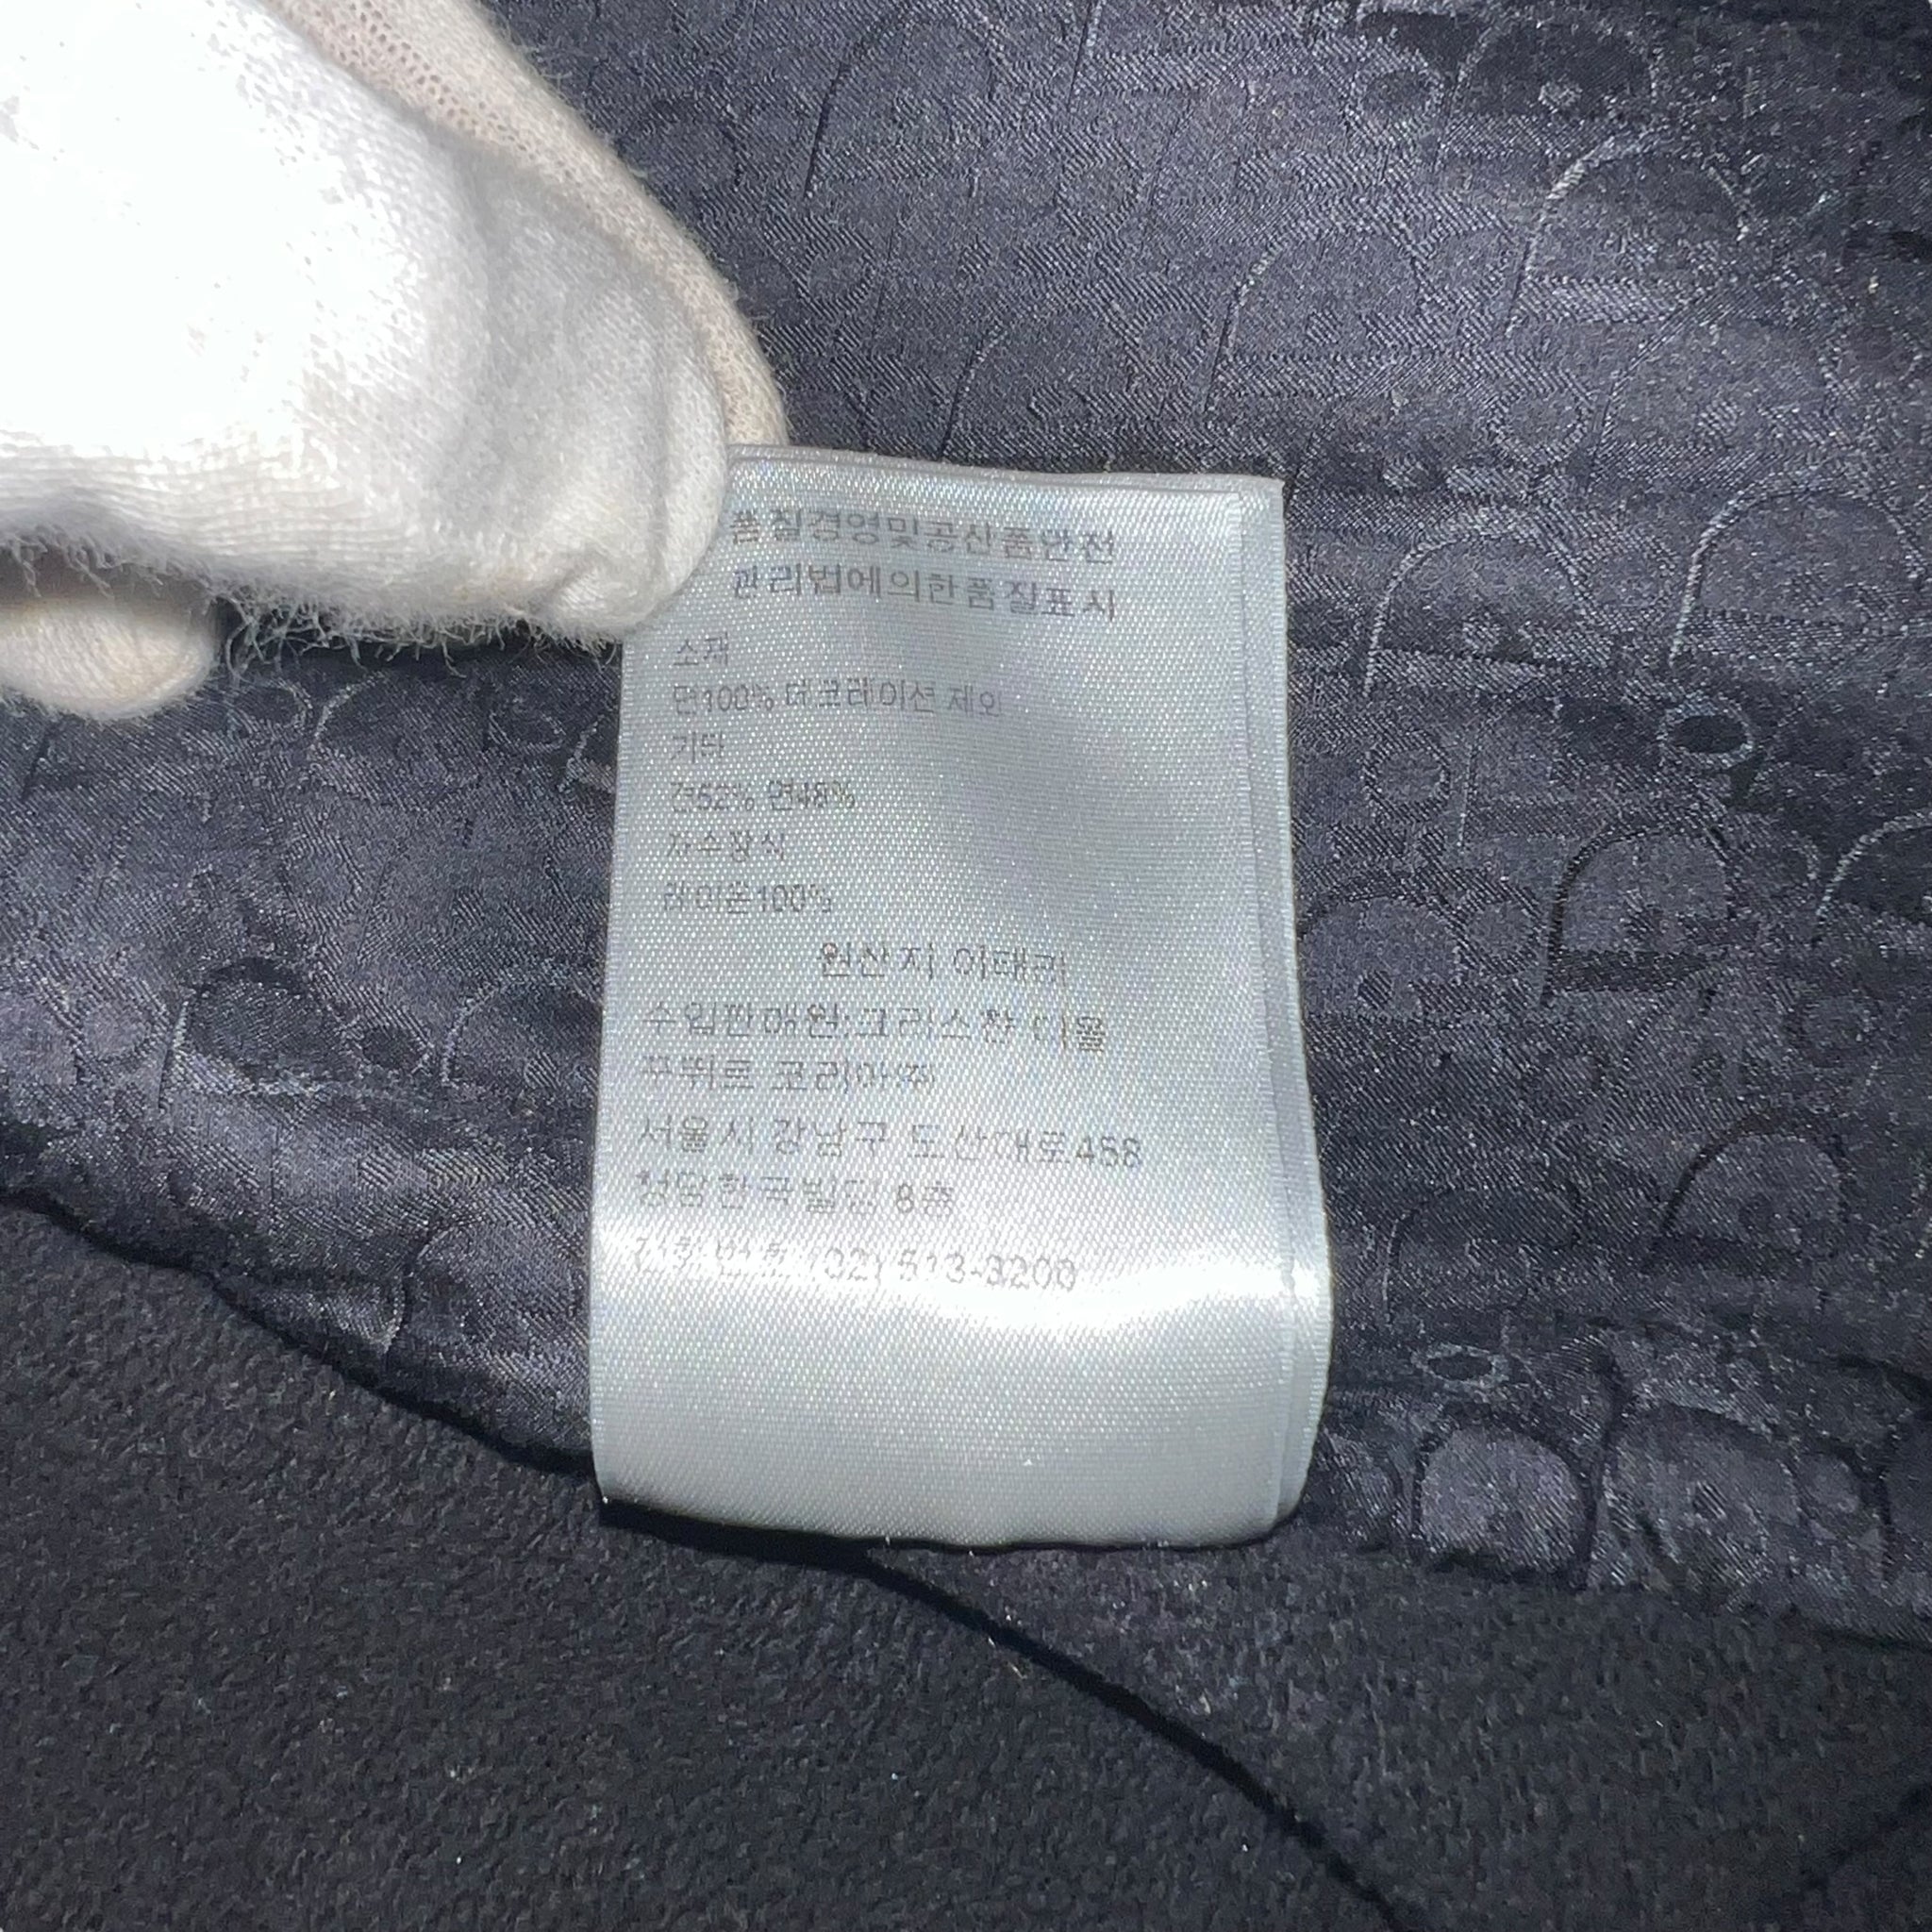 품질경영및공산품안전
관리법에의한품질표시
소재
면100% 데코레이션 제외
기타
견52% 면48%
자수장식
레이온100%
원산지 이태리
수입판매원:크리스챤 디올
꾸뛰르 코리아(주)
서울시 강남구 도산대로458
청담한국빌딩 8층
전화번호 (02) 513-3200